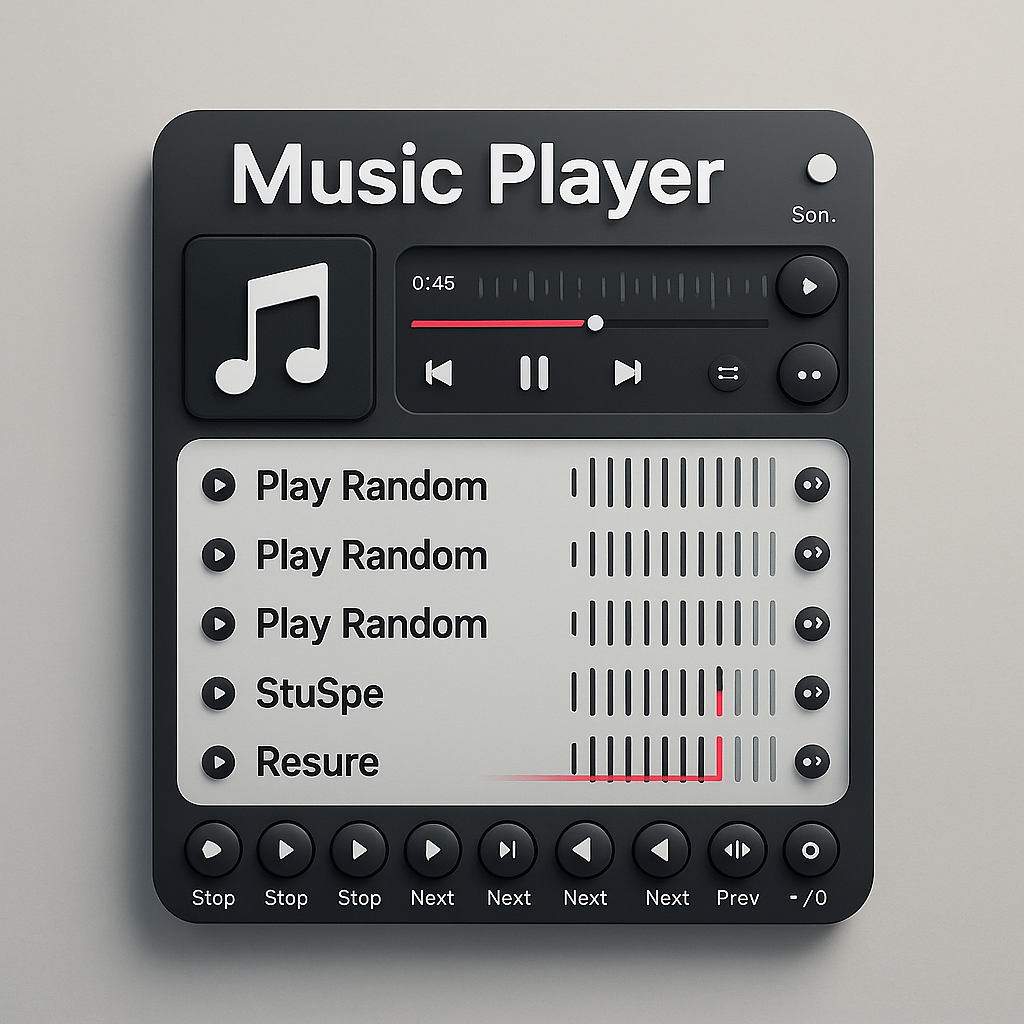 Music Player
Son.
0:45
Play Random
Play Random
Play Random
StuSpe
Resure
Stop Stop Stop Next Next Next Next Prev -/0